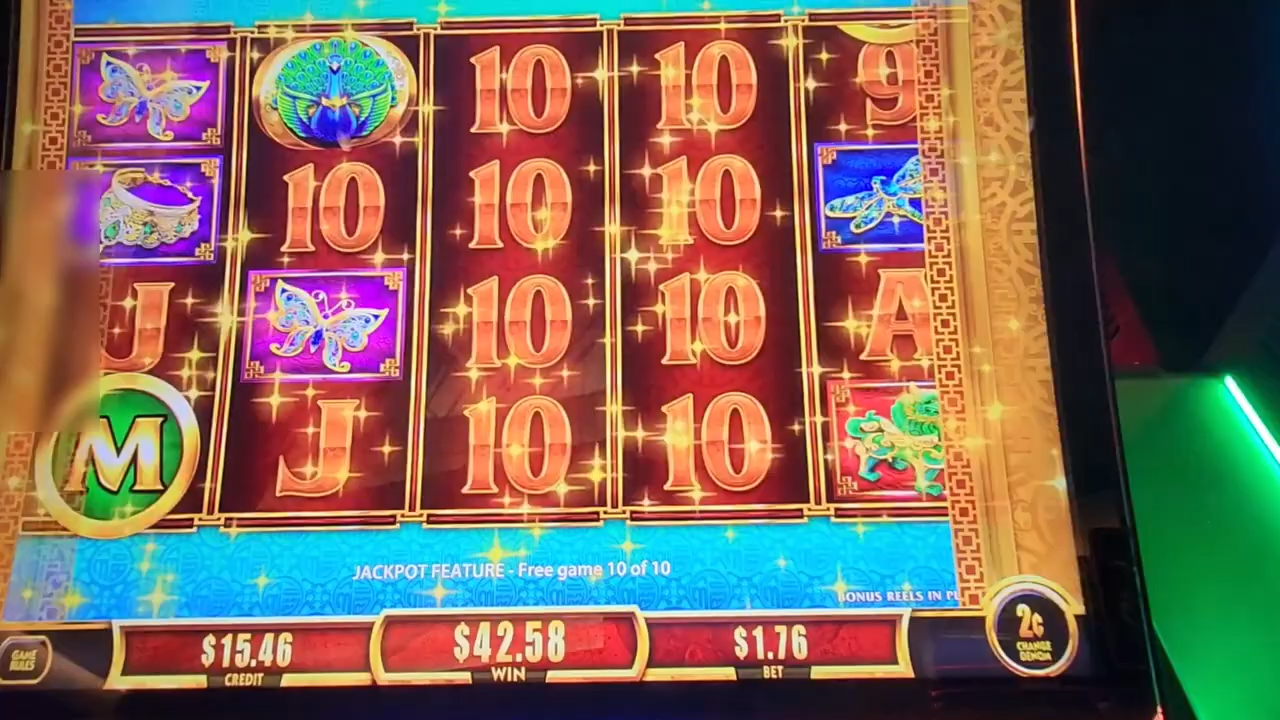 10 10 9
10 10 10
J 10 10 A
M J 10 10
JACKPOT FEATURE - Free game 10 of 10
BONUS REELS IN
GAME RULES
$15.46
CREDIT
$42.58
WIN
$1.76
BET
2¢
CHANGE
DENOM